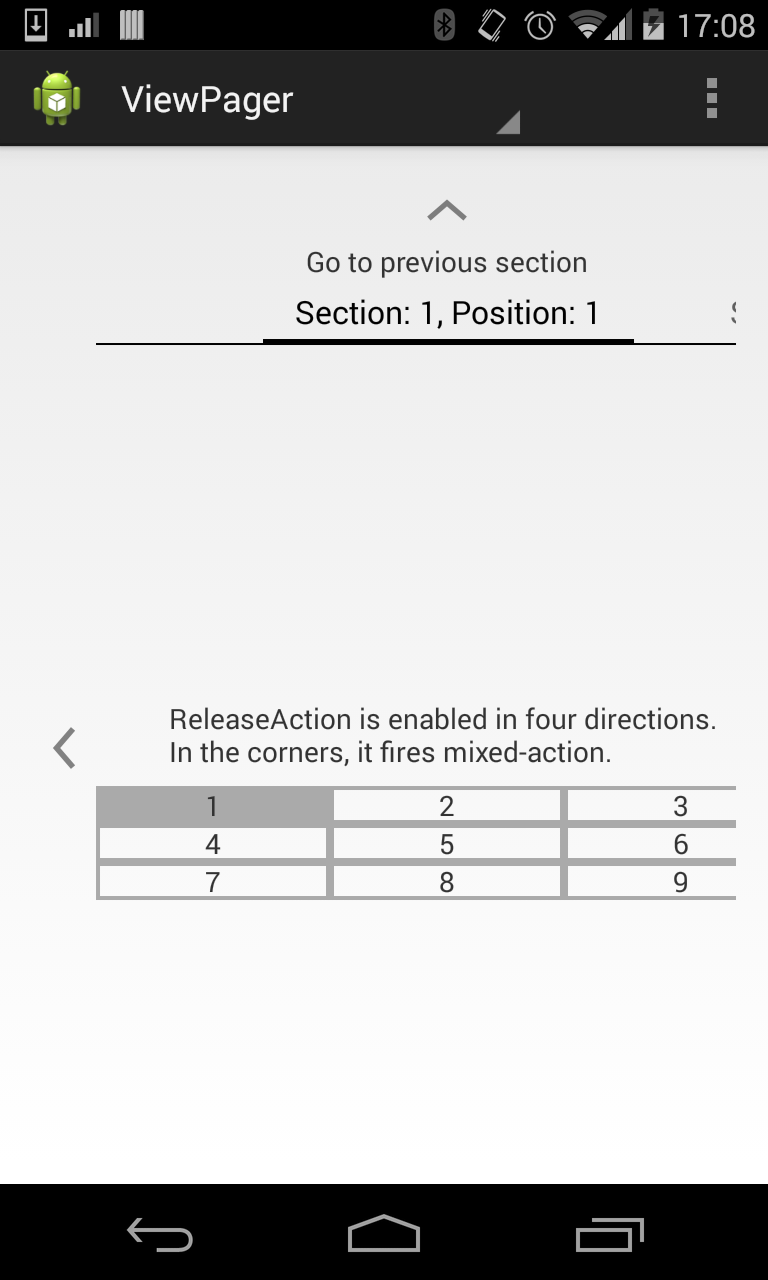 17:08
ViewPager
Go to previous section
Section: 1, Position: 1
ReleaseAction is enabled in four directions.
In the corners, it fires mixed-action.
1 2 3
4 5 6
7 8 9